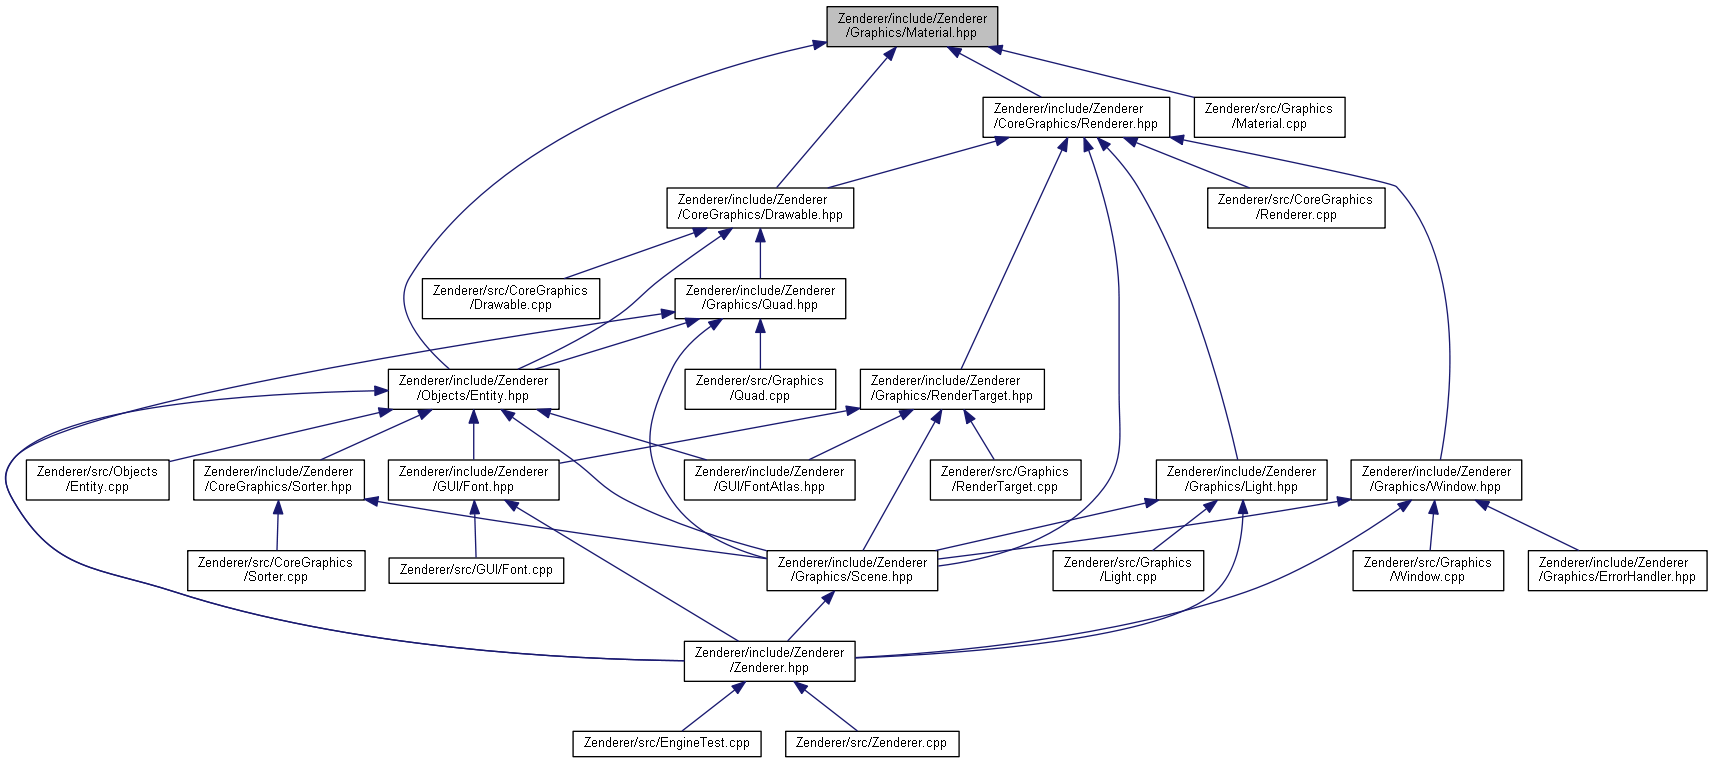 Zenderer/include/Zenderer
/Graphics/Material.hpp
Zenderer/include/Zenderer
/CoreGraphics/Renderer.hpp
Zenderer/src/Graphics
/Material.cpp
Zenderer/include/Zenderer
/CoreGraphics/Drawable.hpp
Zenderer/src/CoreGraphics
/Renderer.cpp
Zenderer/src/CoreGraphics
/Drawable.cpp
Zenderer/include/Zenderer
/Graphics/Quad.hpp
Zenderer/include/Zenderer
/Objects/Entity.hpp
Zenderer/src/Graphics
/Quad.cpp
Zenderer/include/Zenderer
/Graphics/RenderTarget.hpp
Zenderer/src/Objects
/Entity.cpp
Zenderer/include/Zenderer
/CoreGraphics/Sorter.hpp
Zenderer/include/Zenderer
/GUI/Font.hpp
Zenderer/include/Zenderer
/GUI/FontAtlas.hpp
Zenderer/src/Graphics
/RenderTarget.cpp
Zenderer/include/Zenderer
/Graphics/Light.hpp
Zenderer/include/Zenderer
/Graphics/Window.hpp
Zenderer/src/CoreGraphics
/Sorter.cpp
Zenderer/src/GUI/Font.cpp
Zenderer/include/Zenderer
/Graphics/Scene.hpp
Zenderer/src/Graphics
/Light.cpp
Zenderer/src/Graphics
/Window.cpp
Zenderer/include/Zenderer
/Graphics/ErrorHandler.hpp
Zenderer/include/Zenderer
/Zenderer.hpp
Zenderer/src/EngineTest.cpp
Zenderer/src/Zenderer.cpp